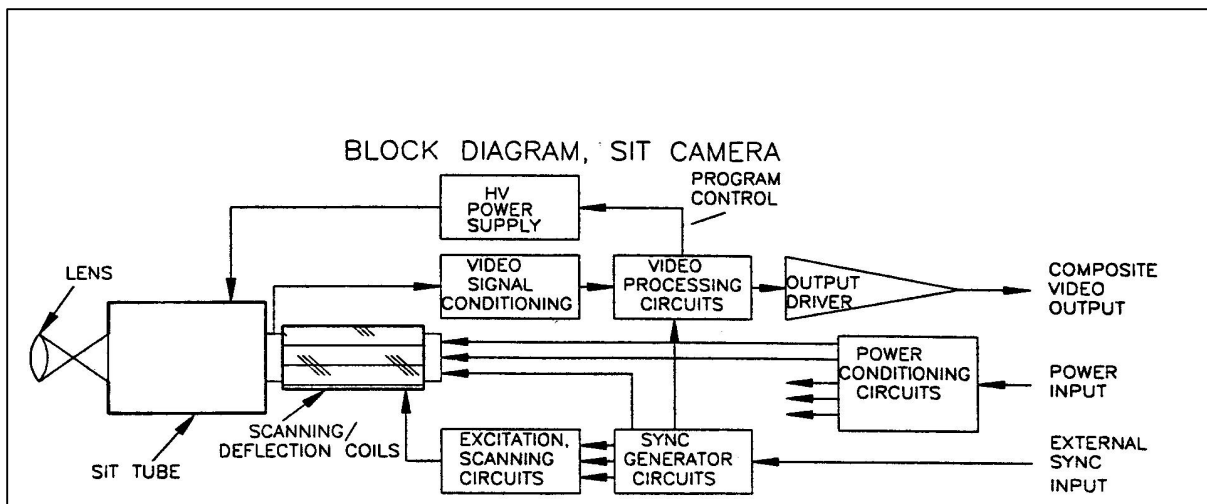 BLOCK DIAGRAM, SIT CAMERA
PROGRAM
CONTROL
HV
POWER
SUPPLY
LENS
VIDEO
SIGNAL
CONDITIONING
VIDEO
PROCESSING
CIRCUITS
OUTPUT
DRIVER
COMPOSITE
VIDEO
OUTPUT
POWER
CONDITIONING
CIRCUITS
POWER
INPUT
SCANNING/
DEFLECTION COILS
SIT TUBE
EXCITATION,
SCANNING
CIRCUITS
SYNC
GENERATOR
CIRCUITS
EXTERNAL
SYNC
INPUT